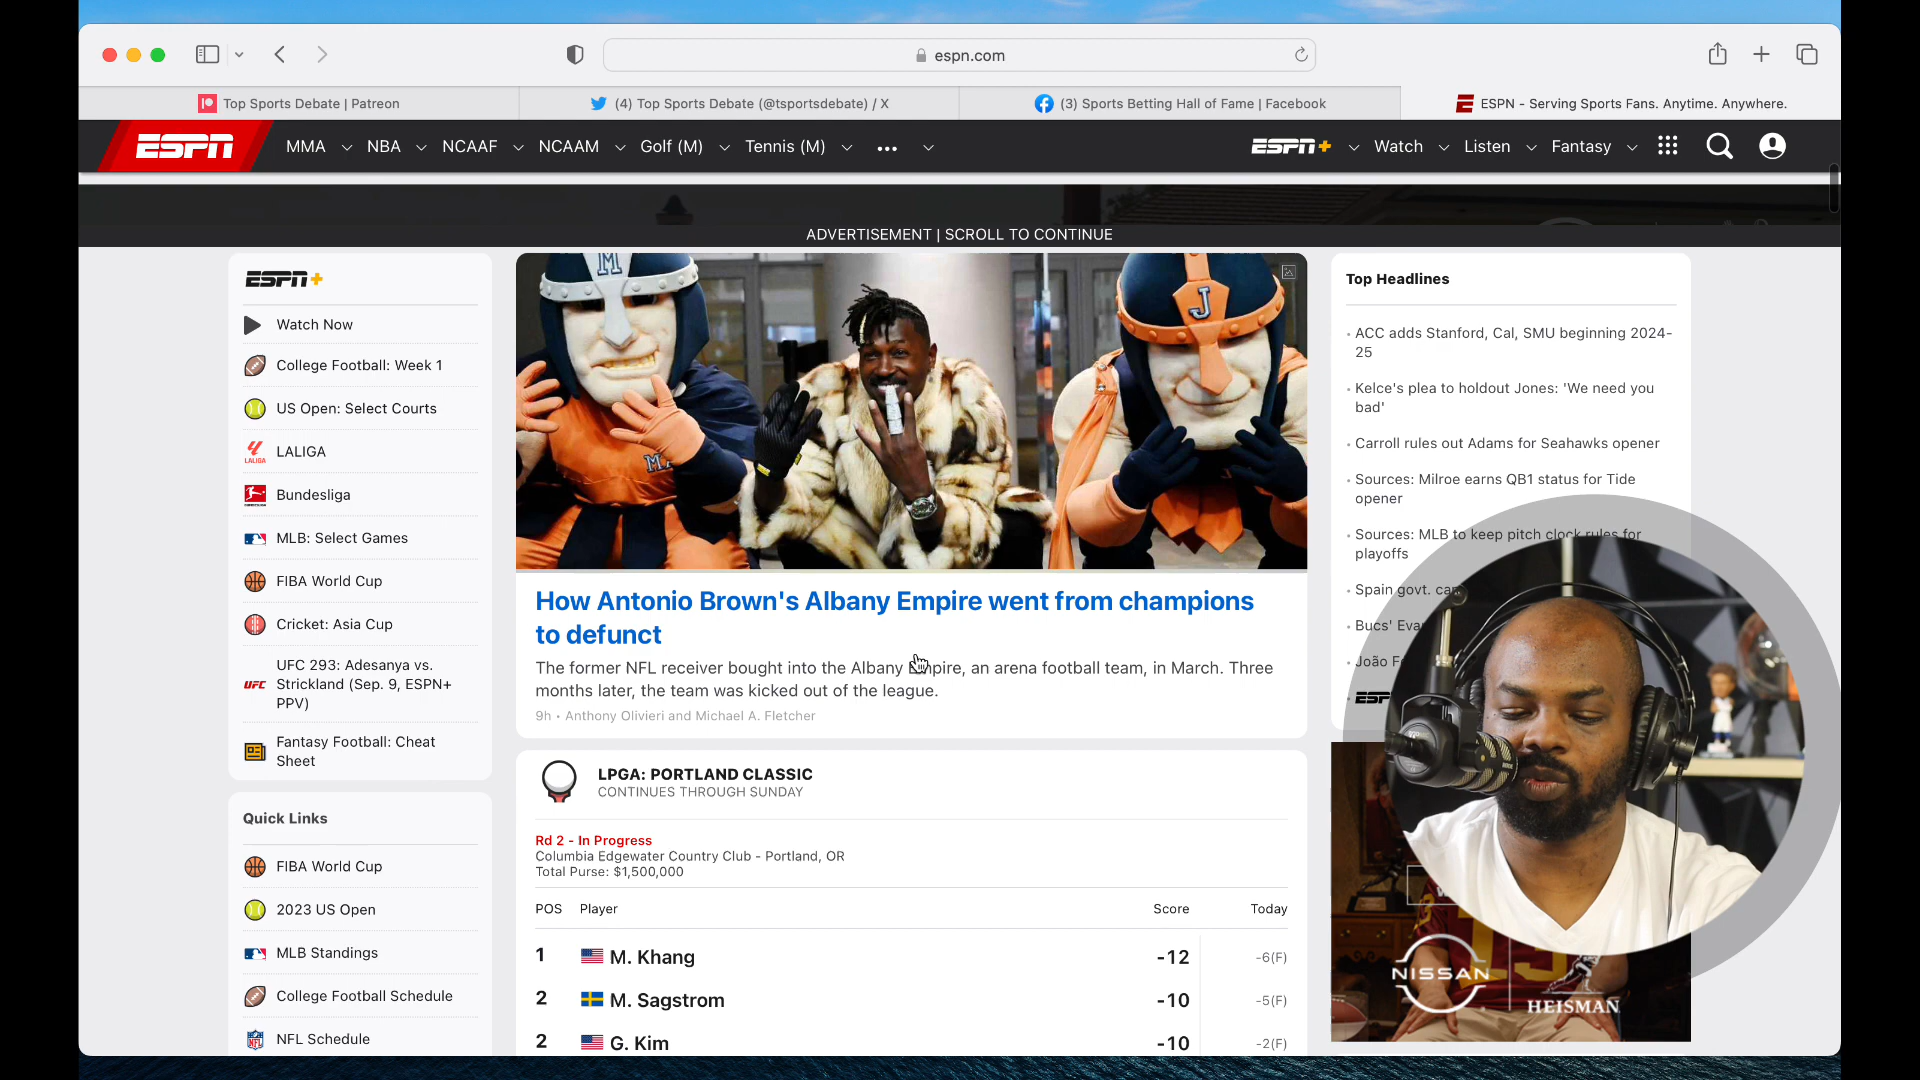 espn.com
Top Sports Debate | Patreon
(4) Top Sports Debate (@tsportsdebate) / X
(3) Sports Betting Hall of Fame | Facebook
ESPN - Serving Sports Fans. Anytime. Anywhere.
ESPN
MMA
NBA
NCAAF
NCAAM
Golf (M)
Tennis (M)
ESPN+
Watch
Listen
Fantasy
ADVERTISEMENT | SCROLL TO CONTINUE
ESPN+
Watch Now
College Football: Week 1
US Open: Select Courts
LALIGA
LALIGA
Bundesliga
MLB: Select Games
FIBA World Cup
Cricket: Asia Cup
UFC
UFC 293: Adesanya vs.
Strickland (Sep. 9, ESPN+
PPV)
Fantasy Football: Cheat
Sheet
Quick Links
FIBA World Cup
2023 US Open
MLB Standings
College Football Schedule
NFL Schedule
M
J
M
How Antonio Brown's Albany Empire went from champions
to defunct
The former NFL receiver bought into the Albany Empire, an arena football team, in March. Three
months later, the team was kicked out of the league.
9h • Anthony Olivieri and Michael A. Fletcher
LPGA: PORTLAND CLASSIC
CONTINUES THROUGH SUNDAY
Rd 2 - In Progress
Columbia Edgewater Country Club - Portland, OR
Total Purse: $1,500,000
POS Player Score Today
1 M. Khang -12 -6(F)
2 M. Sagstrom -10 -5(F)
2 G. Kim -10 -2(F)
Top Headlines
ACC adds Stanford, Cal, SMU beginning 2024-
25
Kelce's plea to holdout Jones: 'We need you
bad'
Carroll rules out Adams for Seahawks opener
Sources: Milroe earns QB1 status for Tide
opener
Sources: MLB to keep pitch clock rules for
playoffs
Spain govt.
Bucs'
João
ESP
NISSAN
HEISMAN